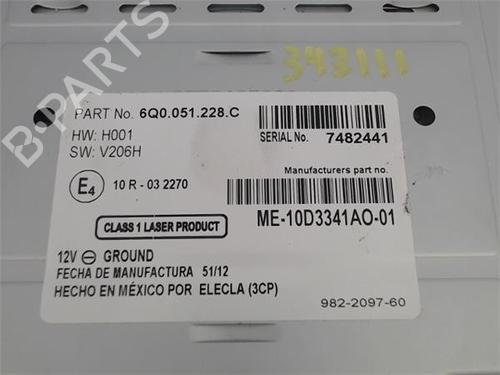 343111
PART No. 6Q0.051.228.C
HW: H001
SW: V206H
SERIAL No. 7482441
E4 10 R - 03 2270
Manufacturers part no.
ME-10D3341AO-01
CLASS 1 LASER PRODUCT
12V GROUND
FECHA DE MANUFACTURA 51/12
HECHO EN MÉXICO POR ELECLA (3CP)
982-2097-60
B-PARTS